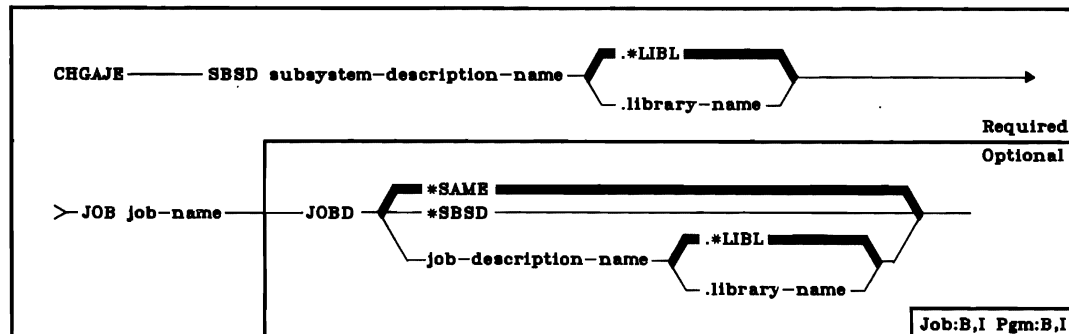 .*LIBL
CHGAJE SBSD subsystem-description-name
.library-name
Required
Optional
*SAME
JOB job-name JOBD *SBSD
.*LIBL
job-description-name
.library-name
Job:B,I Pgm:B,I